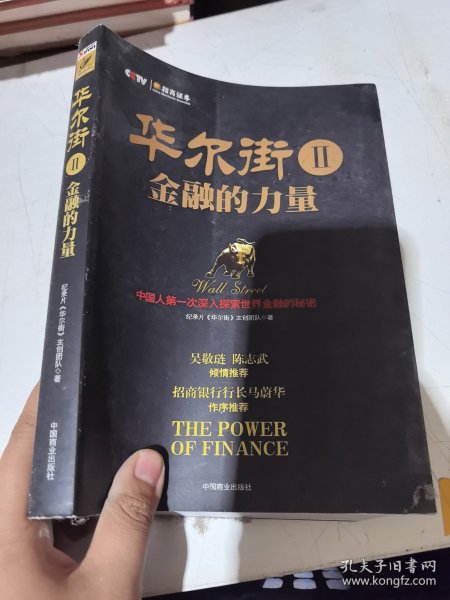 CCTV 招商证券
华尔街 II
金融的力量
Wall Street
中国人第一次深入探索世界金融的秘密
纪录片《华尔街》主创团队◎著
吴敬琏 陈志武
倾情推荐
招商银行行长马蔚华
作序推荐
THE POWER
OF FINANCE
中国商业出版社
华尔街 II 金融的力量
纪录片《华尔街》主创团队◎著
中国商业出版社
孔夫子旧书网
www.kongfz.com